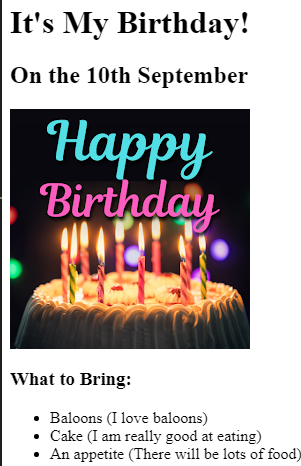 It's My Birthday!
On the 10th September
Happy
Birthday
What to Bring:
Baloons (I love baloons)
Cake (I am really good at eating)
An appetite (There will be lots of food)